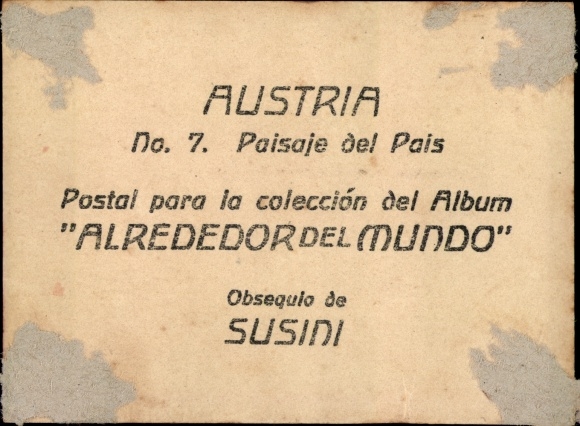 AUSTRIA
No. 7. Paisaje del Pais
Postal para la colección del Album
"ALREDEDOR DEL MUNDO"
Obsequio de
SUSINI